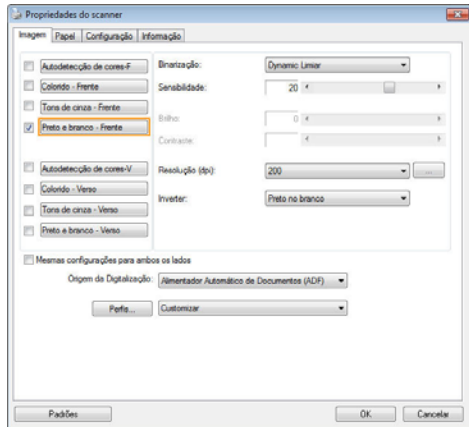 Propriedades do scanner
Imagem Papel Configuração Informação
Autodetecção de cores-F
Colorido - Frente
Tons de cinza - Frente
Preto e branco - Frente
Autodetecção de cores-V
Colorido - Verso
Tons de cinza - Verso
Preto e branco - Verso
Binarização: Dynamic Limiar
Sensibilidade: 20
Brilho: 0
Contraste:
Resolução (dpi): 200 ...
Inverter: Preto no branco
Mesmas configurações para ambos os lados
Origem da Digitalização: Alimentador Automático de Documentos (ADF)
Perfis... Customizar
Padrões OK Cancelar